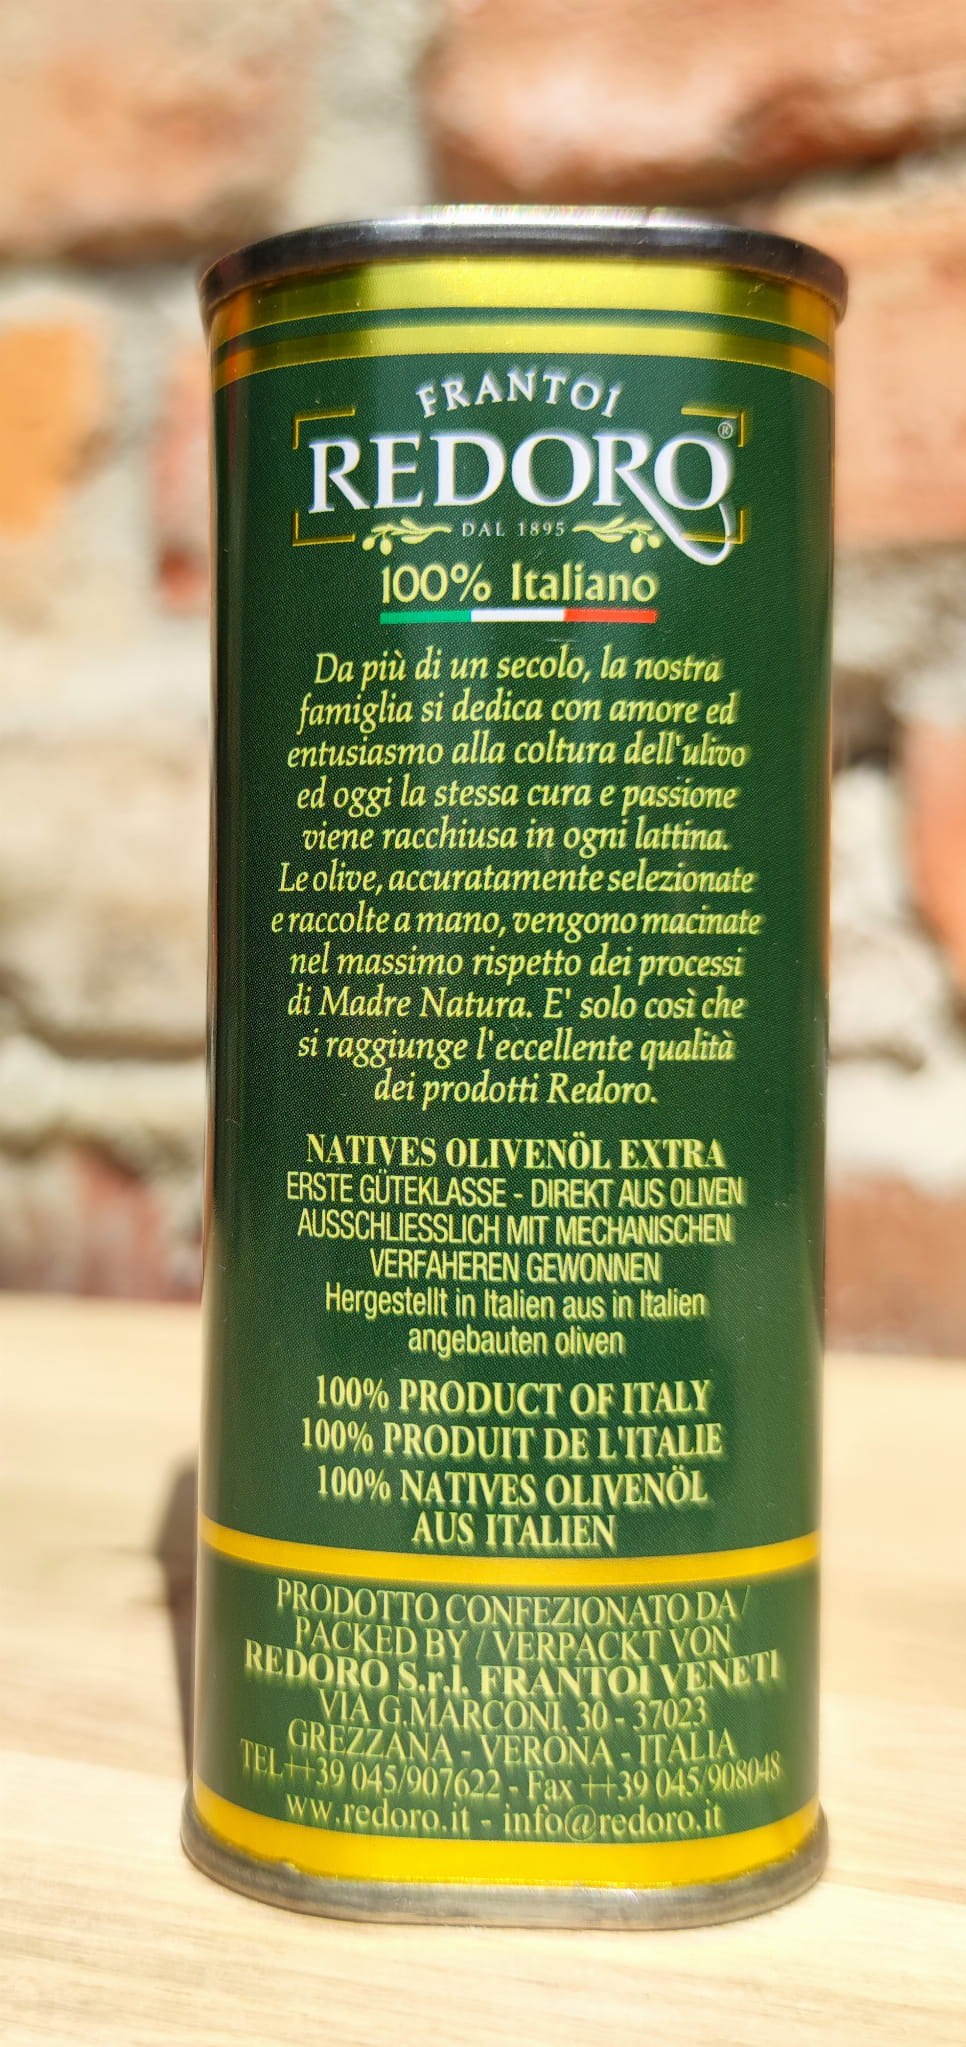 FRANTOI
REDORO®
DAL 1895
100% Italiano
Da più di un secolo, la nostra
famiglia si dedica con amore ed
entusiasmo alla coltura dell'ulivo
ed oggi la stessa cura e passione
viene racchiusa in ogni lattina.
Le olive, accuratamente selezionate
e raccolte a mano, vengono macinate
nel massimo rispetto dei processi
di Madre Natura. E' solo così che
si raggiunge l'eccellente qualità
dei prodotti Redoro.
NATIVES OLIVENÖL EXTRA
ERSTE GÜTEKLASSE - DIREKT AUS OLIVEN
AUSSCHLIESSLICH MIT MECHANISCHEN
VERFAHEREN GEWONNEN
Hergestellt in Italien aus in Italien
angebauten oliven
100% PRODUCT OF ITALY
100% PRODUIT DE L'ITALIE
100% NATIVES OLIVENÖL
AUS ITALIEN
PRODOTTO CONFEZIONATO DA /
PACKED BY / VERPACKT VON
REDORO S.r.l. FRANTOI VENETI
VIA G.MARCONI, 30 - 37023
GREZZANA - VERONA - ITALIA
TEL ++39 045/907622 - Fax ++39 045/908048
ww.redoro.it - info@redoro.it